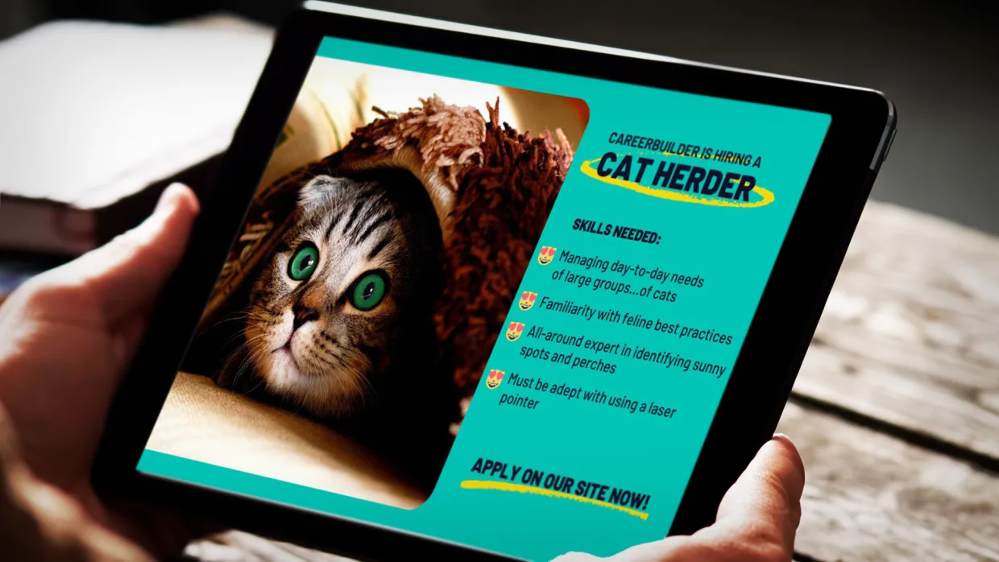 CAREERBUILDER IS HIRING A
CAT HERDER
SKILLS NEEDED:
Managing day-to-day needs
of large groups...of cats
Familiarity with feline best practices
All-around expert in identifying sunny
spots and perches
Must be adept with using a laser
pointer
APPLY ON OUR SITE NOW!